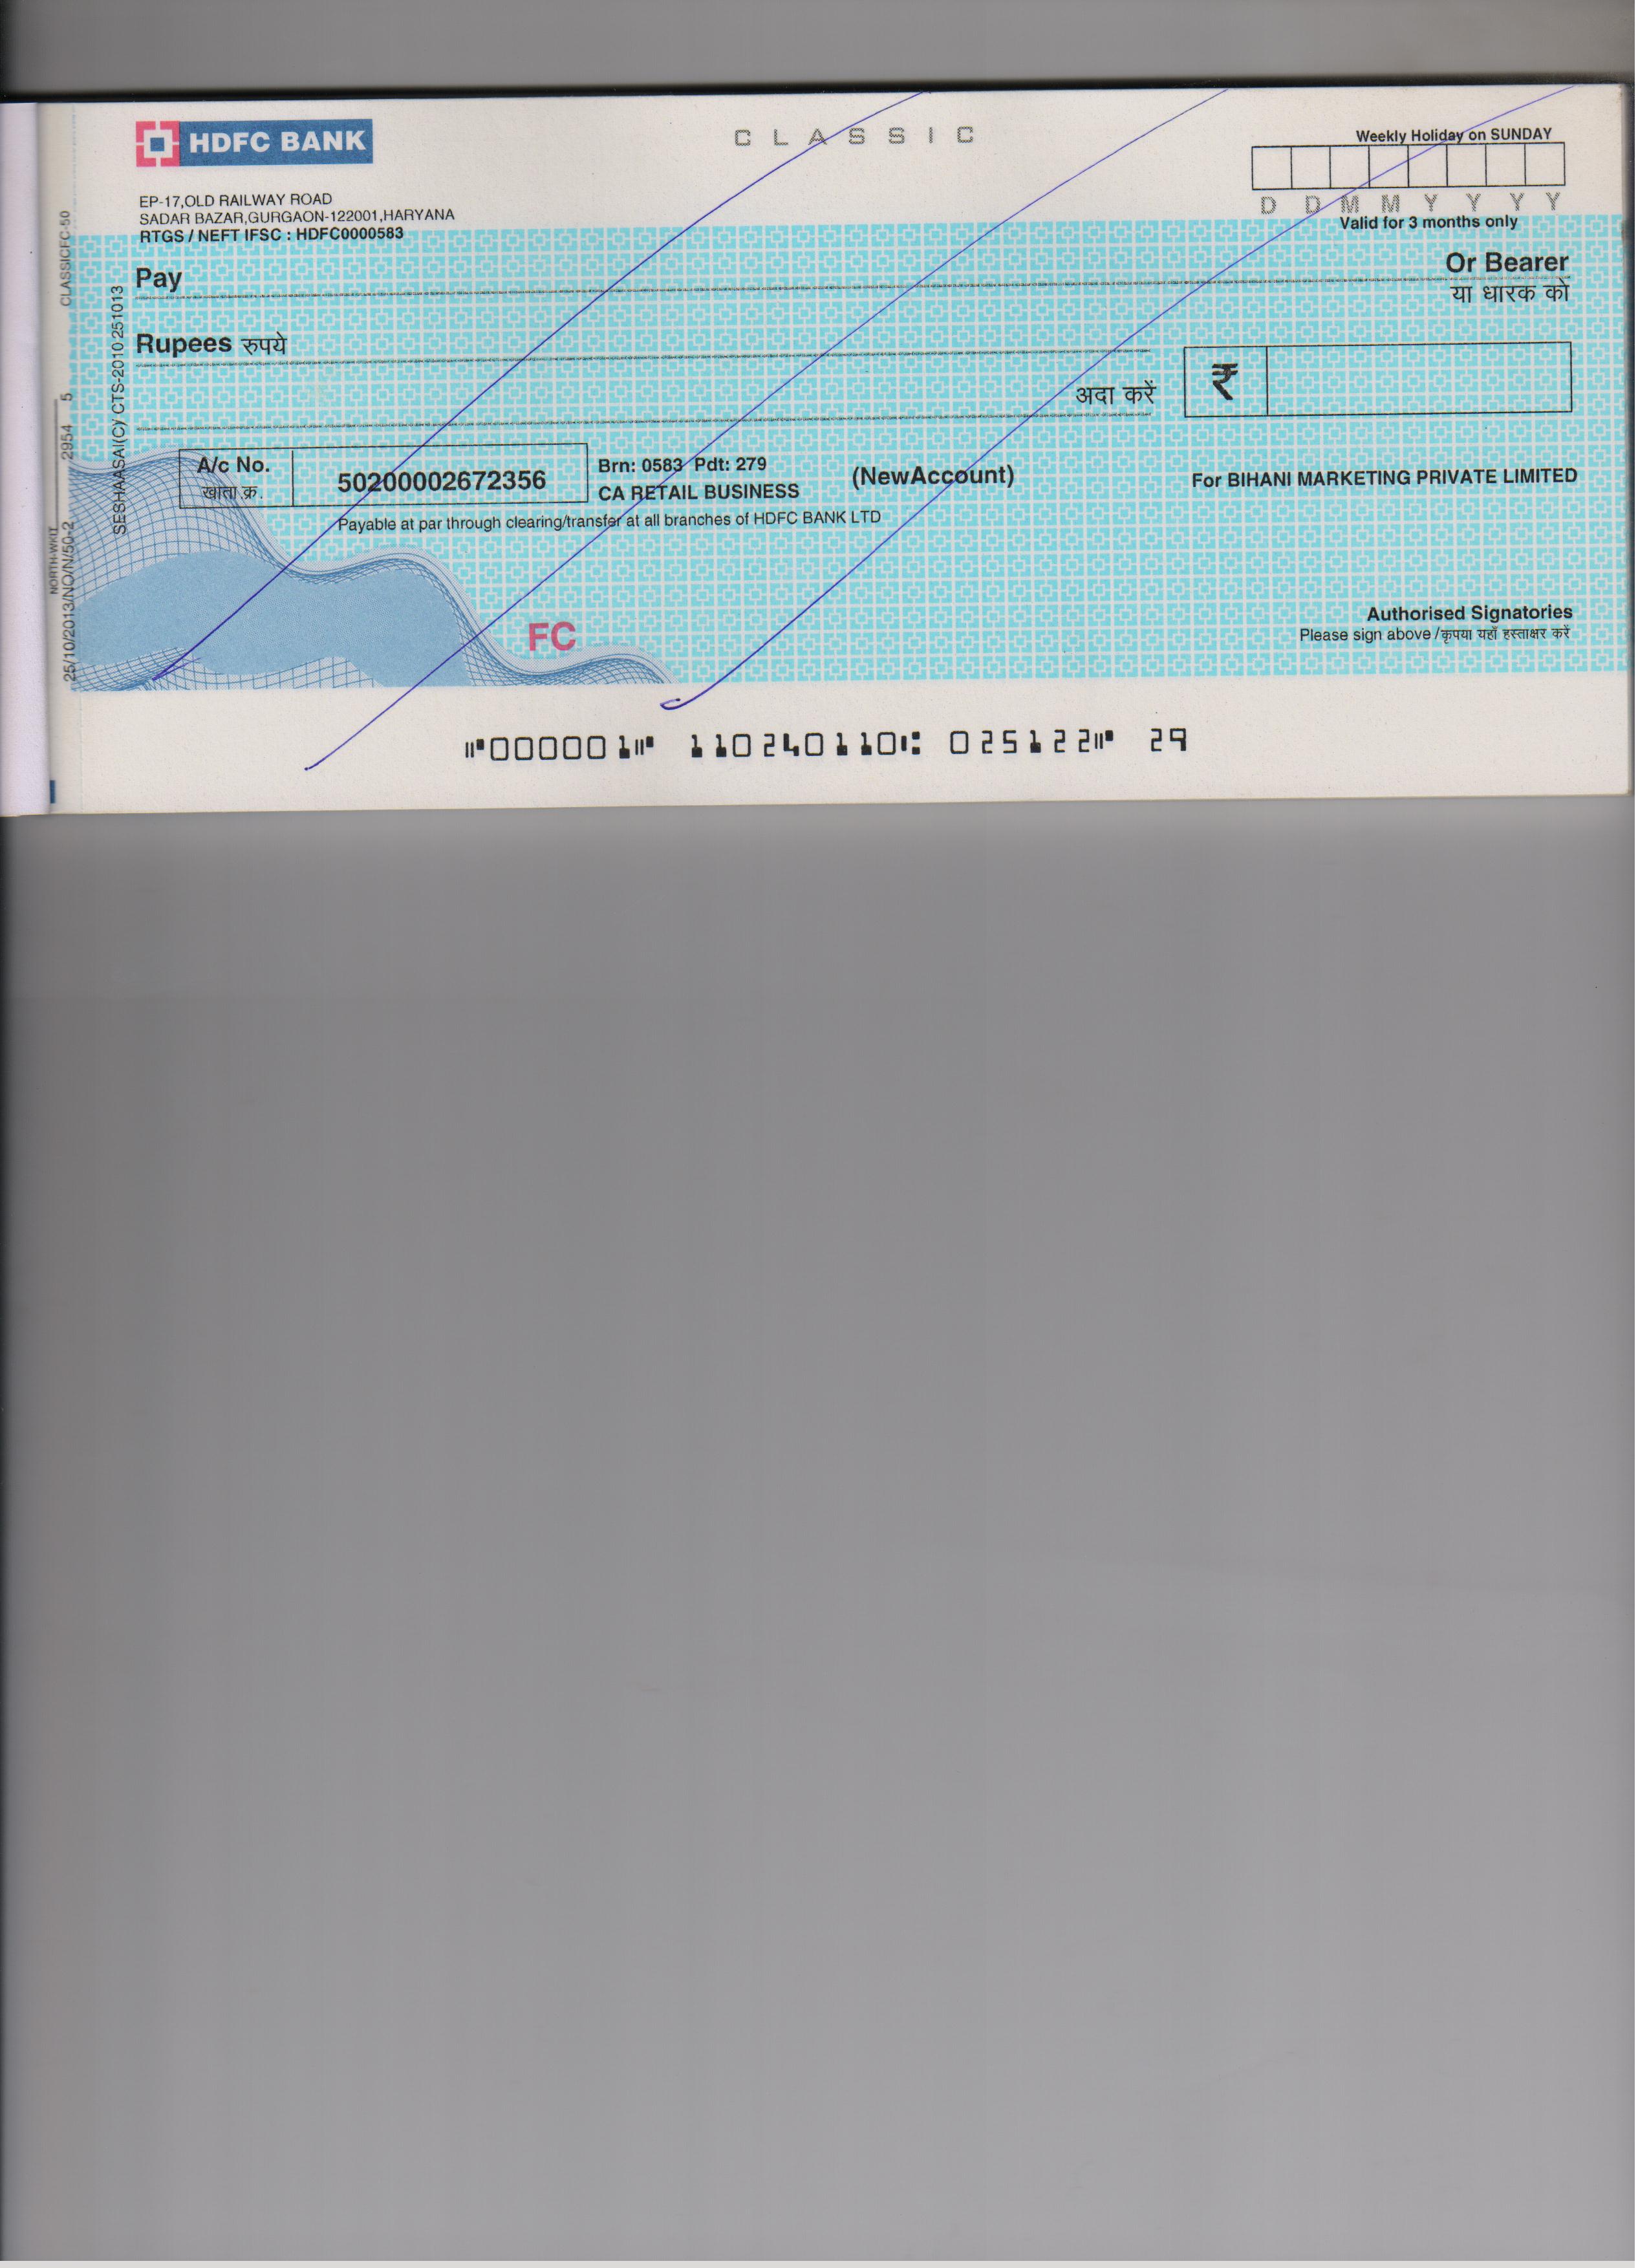 HDFC BANK
CLASSIC
Weekly Holiday on SUNDAY
D D M M Y Y Y Y
Valid for 3 months only
EP-17,OLD RAILWAY ROAD
SADAR BAZAR,GURGAON-122001,HARYANA
RTGS / NEFT IFSC : HDFC0000583
Pay
Or Bearer
या धारक को
Rupees रुपये
अदा करें
₹
A/c No.
खाता क्र.
50200002672356
Brn: 0583 Pdt: 279
CA RETAIL BUSINESS
(NewAccount)
For BIHANI MARKETING PRIVATE LIMITED
Payable at par through clearing/transfer at all branches of HDFC BANK LTD
FC
Authorised Signatories
Please sign above /कृपया यहाँ हस्ताक्षर करें
⑈000001⑈ 110240110⑆ 025122⑈ 29
SESHAASAI(C)/ CTS-2010 251013
CLASSICFC-50
2954 5
NORTH-WKIT
25/10/2013/NO/N/50-2